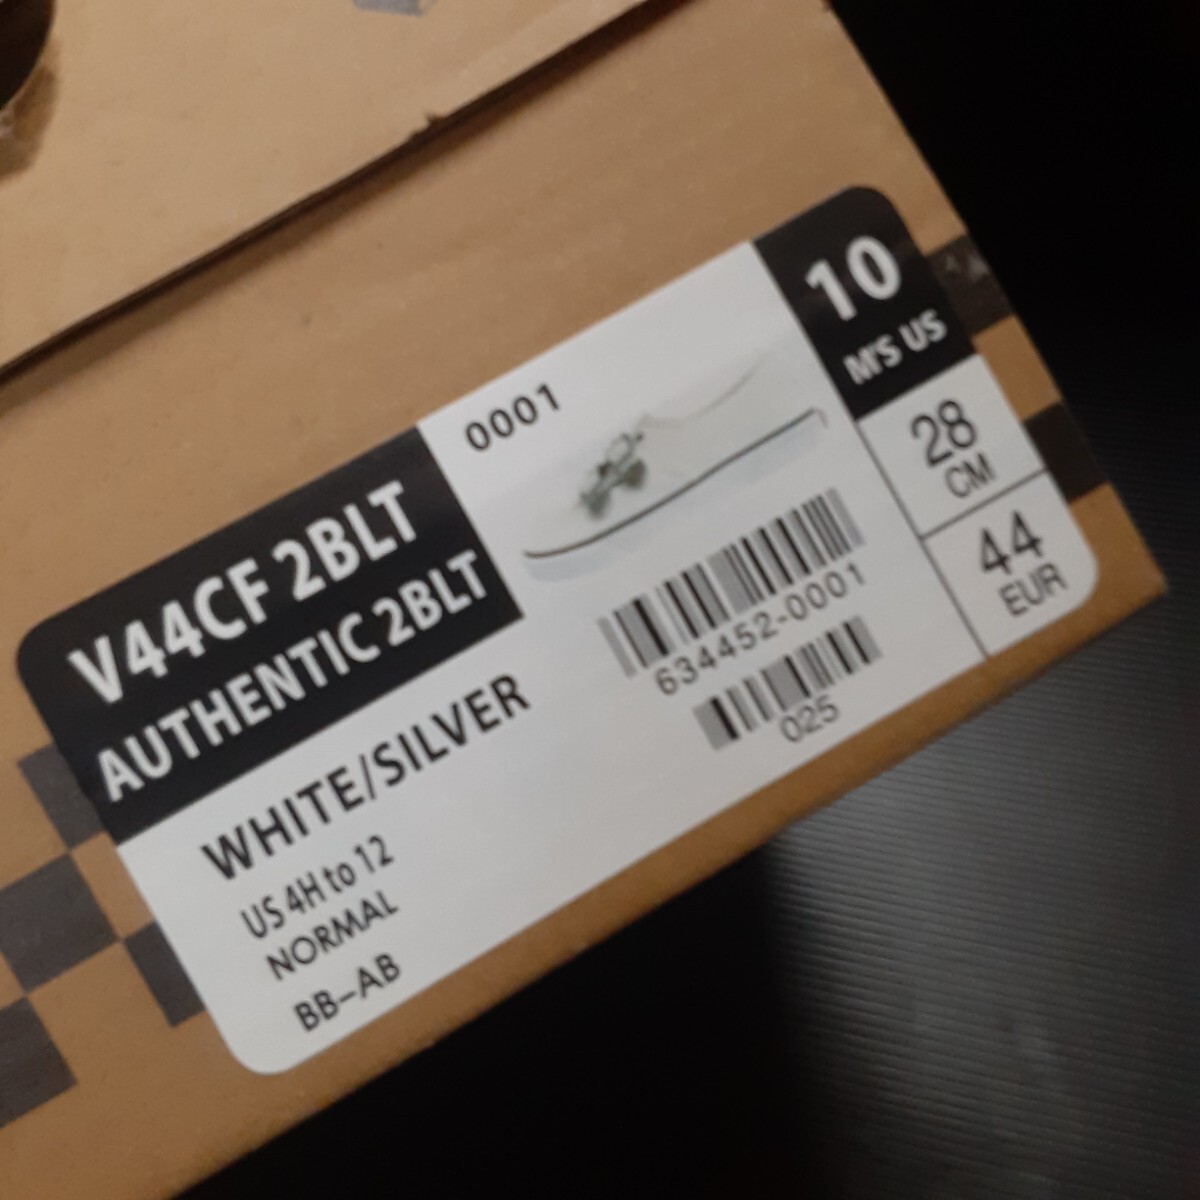 0001
10
M'S US
28
CM
44
EUR
V44CF 2BLT
AUTHENTIC 2BLT
634452-0001
025
WHITE/SILVER
US 4H to 12
NORMAL
BB-AB